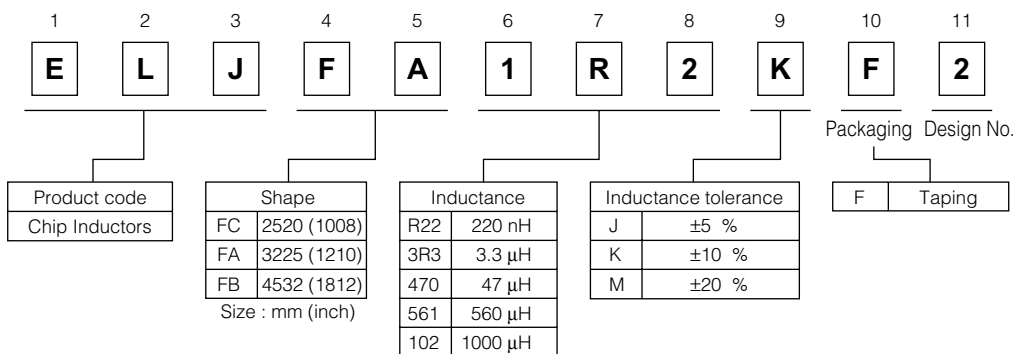 1 2 3 4 5 6 7 8 9 10 11
E L J F A 1 R 2 K F 2
Packaging Design No.
Product code
Chip Inductors
Shape
FC 2520 (1008)
FA 3225 (1210)
FB 4532 (1812)
Size : mm (inch)
Inductance
R22 220 nH
3R3 3.3 μH
470 47 μH
561 560 μH
102 1000 μH
Inductance tolerance
J ±5 %
K ±10 %
M ±20 %
F Taping